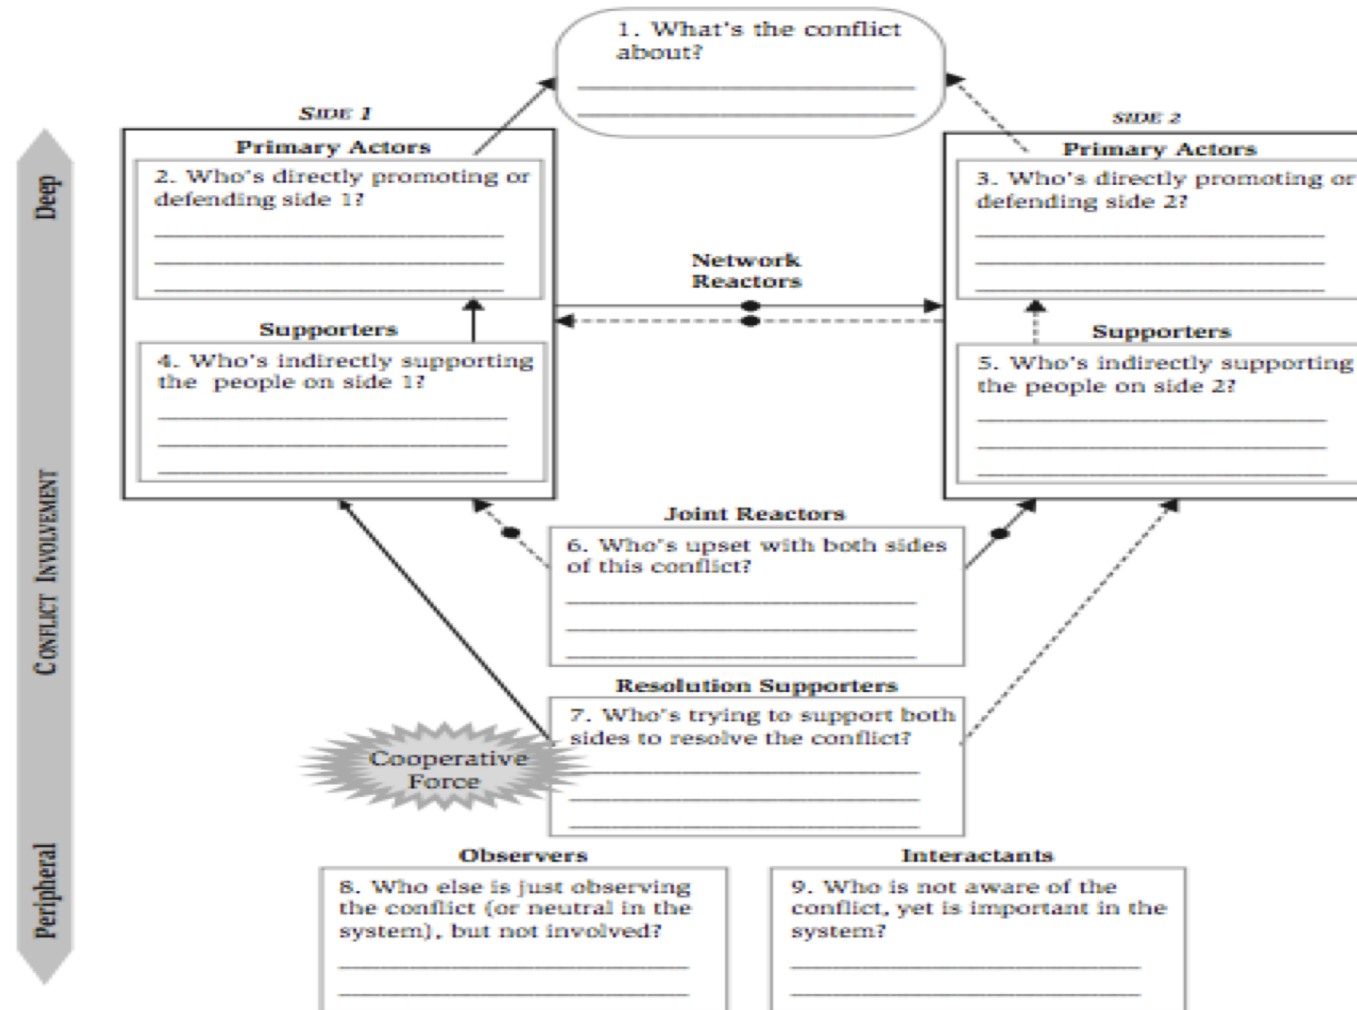 1. What's the conflict
about?
SIDE 1
SIDE 2
Primary Actors
2. Who's directly promoting or
defending side 1?
Primary Actors
3. Who's directly promoting or
defending side 2?
Network
Reactors
Supporters
4. Who's indirectly supporting
the people on side 1?
Supporters
5. Who's indirectly supporting
the people on side 2?
Deep
CONFLICT INVOLVEMENT
Peripheral
Joint Reactors
6. Who's upset with both sides
of this conflict?
Resolution Supporters
7. Who's trying to support both
sides to resolve the conflict?
Cooperative
Force
Observers
8. Who else is just observing
the conflict (or neutral in the
system), but not involved?
Interactants
9. Who is not aware of the
conflict, yet is important in the
system?